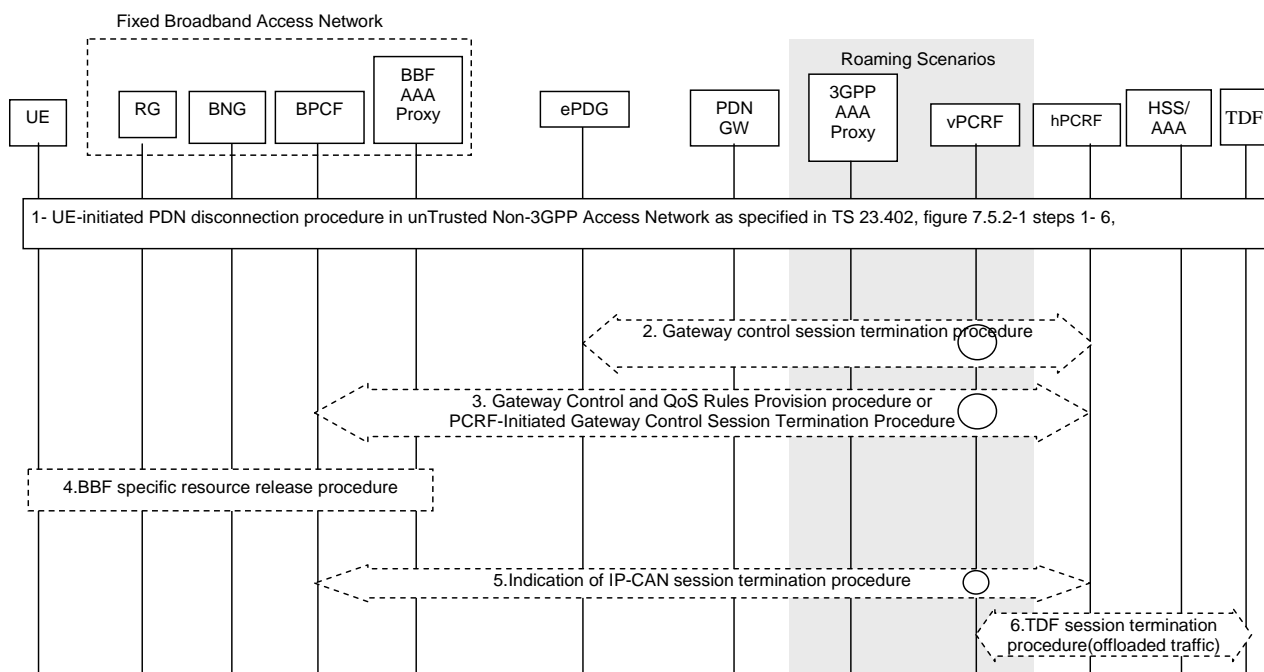 Fixed Broadband Access Network
Roaming Scenarios
UE
RG
BNG
BPCF
BBF
AAA
Proxy
ePDG
PDN
GW
3GPP
AAA
Proxy
vPCRF
hPCRF
HSS/
AAA
TDF
1- UE-initiated PDN disconnection procedure in unTrusted Non-3GPP Access Network as specified in TS 23.402, figure 7.5.2-1 steps 1- 6,
2. Gateway control session termination procedure
3. Gateway Control and QoS Rules Provision procedure or
PCRF-Initiated Gateway Control Session Termination Procedure
4.BBF specific resource release procedure
5.Indication of IP-CAN session termination procedure
6.TDF session termination
procedure(offloaded traffic)